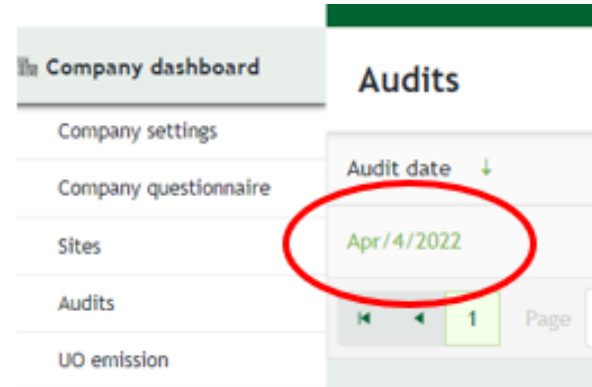 Company dashboard
Company settings
Company questionnaire
Sites
Audits
UO emission
Audits
Audit date ↓
Apr/4/2022
1 Page